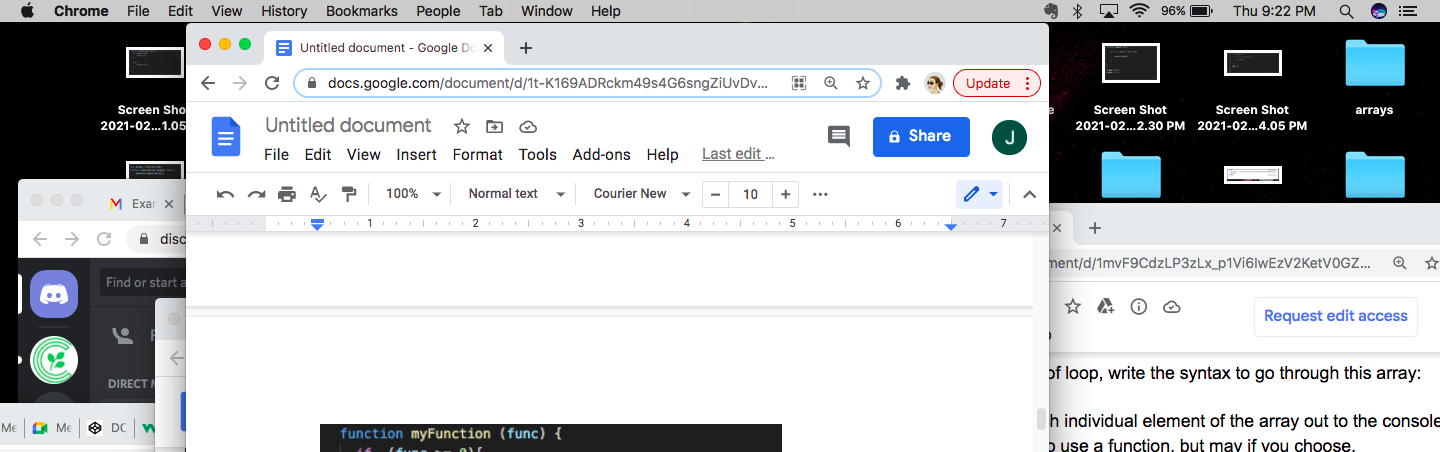 Chrome File Edit View History Bookmarks People Tab Window Help 96% Thu 9:22 PM
Untitled document - Google Do
docs.google.com/document/d/1t-K169ADRckm49s4G6sngZiUvDv... Update
Untitled document
File Edit View Insert Format Tools Add-ons Help Last edit ...
Share
J
100% Normal text Courier New 10
1 2 3 4 5 6 7
Screen Shot
2021-02...1.05
Screen Shot
2021-02...2.30 PM
Screen Shot
2021-02...4.05 PM
arrays
Exar
disc
Find or start a
DIRECT M
Me Me DC
ment/d/1mvF9CdzLP3zLx_p1Vi6IwEzV2KetV0GZ...
Request edit access
of loop, write the syntax to go through this array:
h individual element of the array out to the console
o use a function, but may if you choose.
function myFunction (func) {
if (func >= 0){